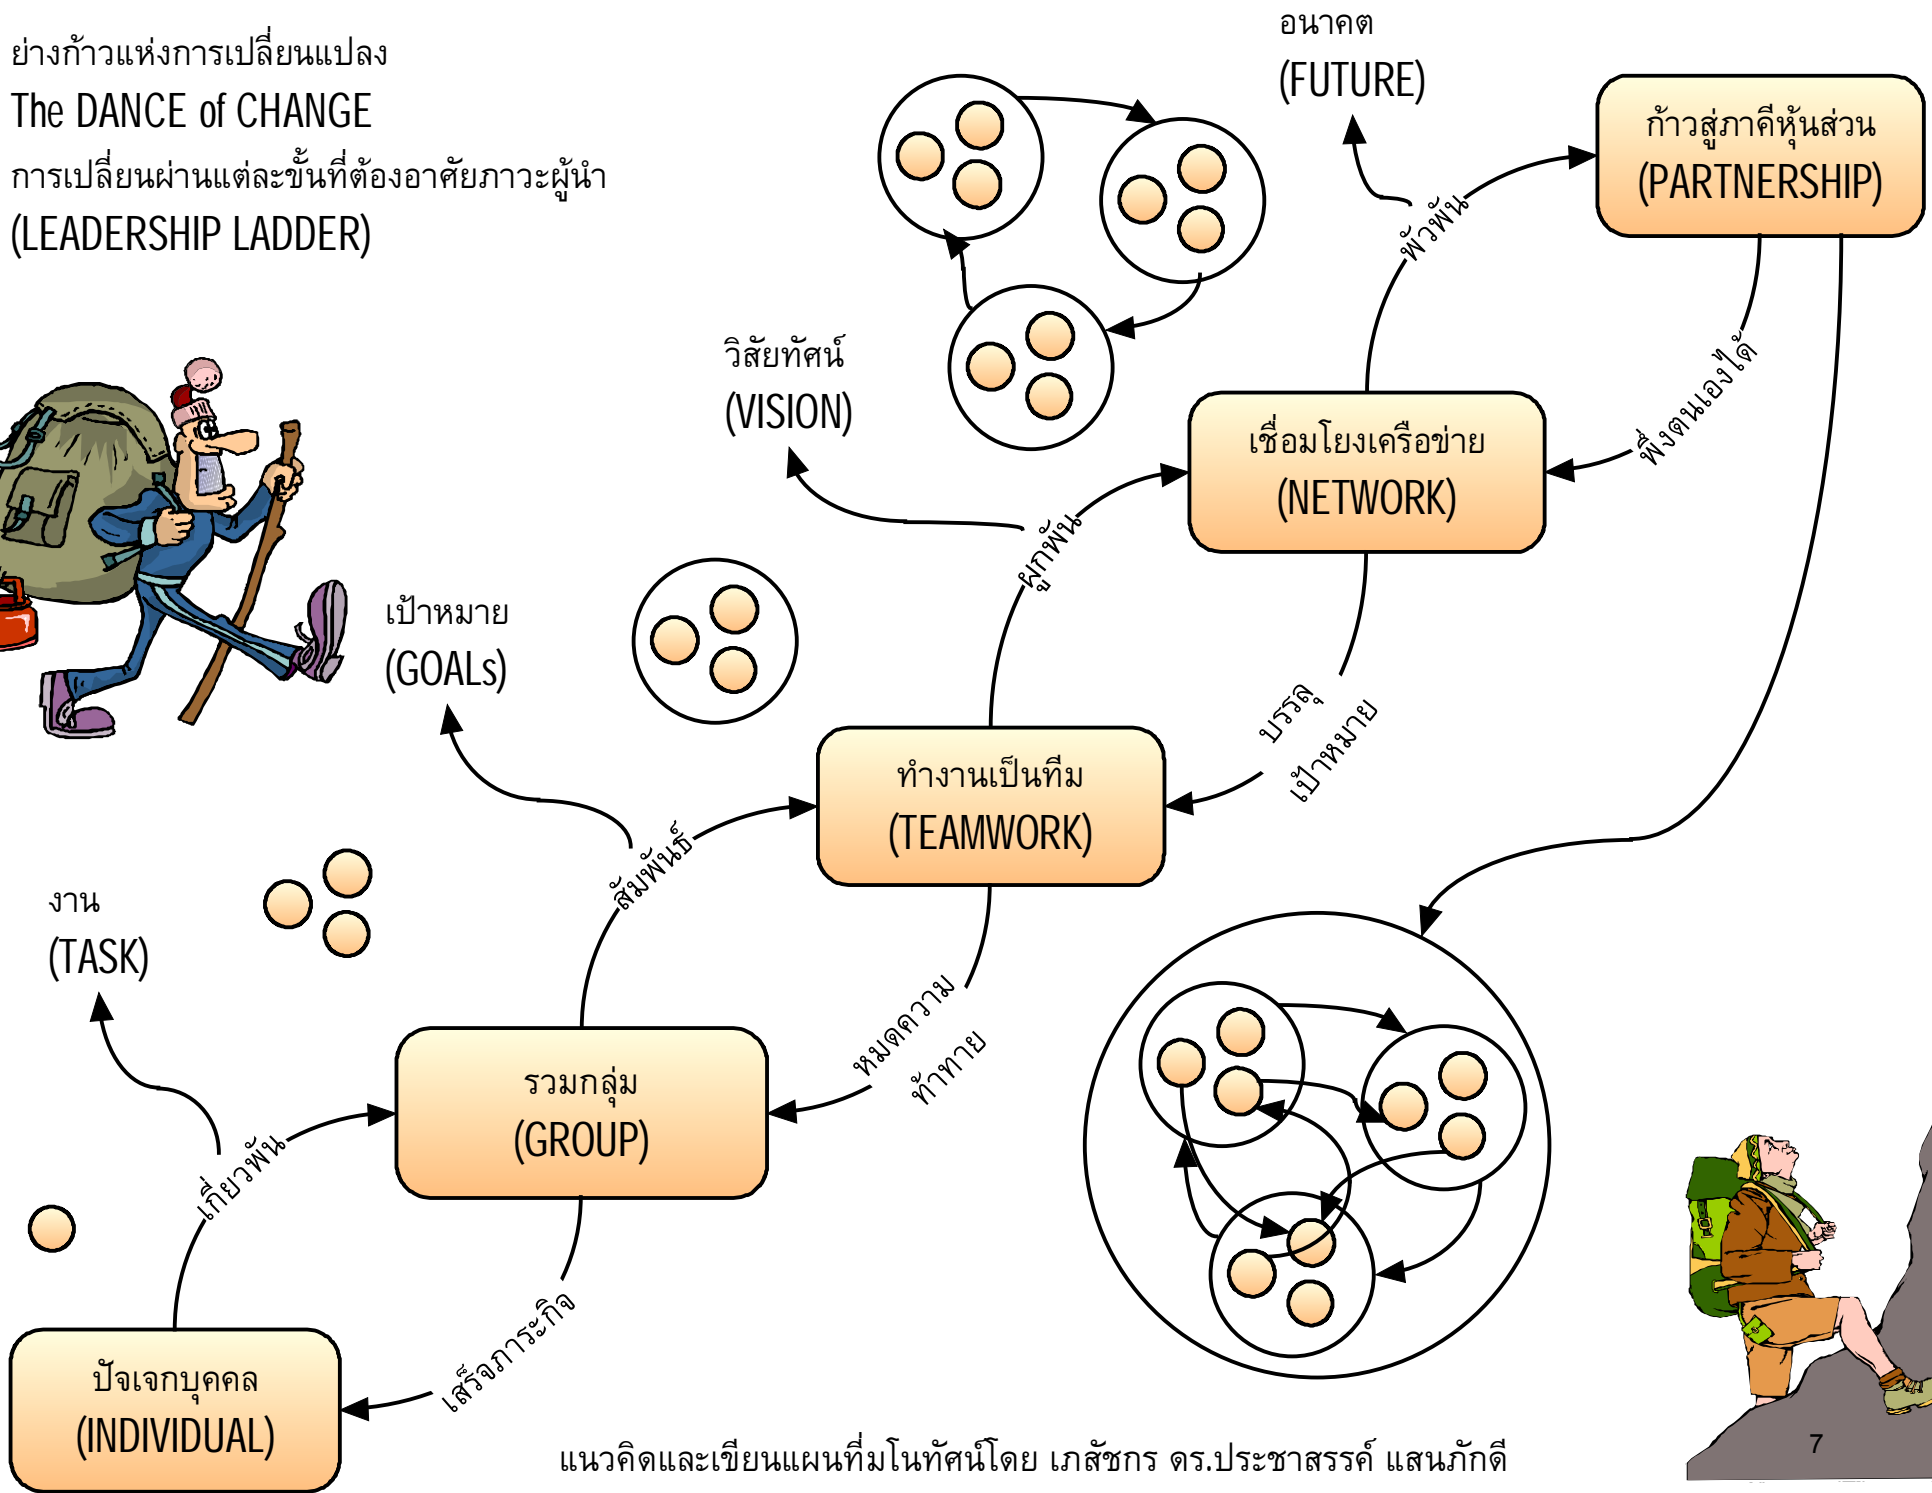 ย่างก้าวแห่งการเปลี่ยนแปลง
The DANCE of CHANGE
การเปลี่ยนผ่านแต่ละขั้นที่ต้องอาศัยภาวะผู้นำ
(LEADERSHIP LADDER)
อนาคต
(FUTURE)
ก้าวสู่ภาคีหุ้นส่วน
(PARTNERSHIP)
พัวพัน
พึ่งตนเองได้
วิสัยทัศน์
(VISION)
เชื่อมโยงเครือข่าย
(NETWORK)
ผูกพัน
บรรลุ
เป้าหมาย
เป้าหมาย
(GOALs)
ทำงานเป็นทีม
(TEAMWORK)
สัมพันธ์
หมดความ
ท้าทาย
งาน
(TASK)
รวมกลุ่ม
(GROUP)
เกี่ยวพัน
เสร็จภาระกิจ
ปัจเจกบุคคล
(INDIVIDUAL)
แนวคิดและเขียนแผนที่มโนทัศน์โดย เภสัชกร ดร.ประชาสรรค์ แสนภักดี
7